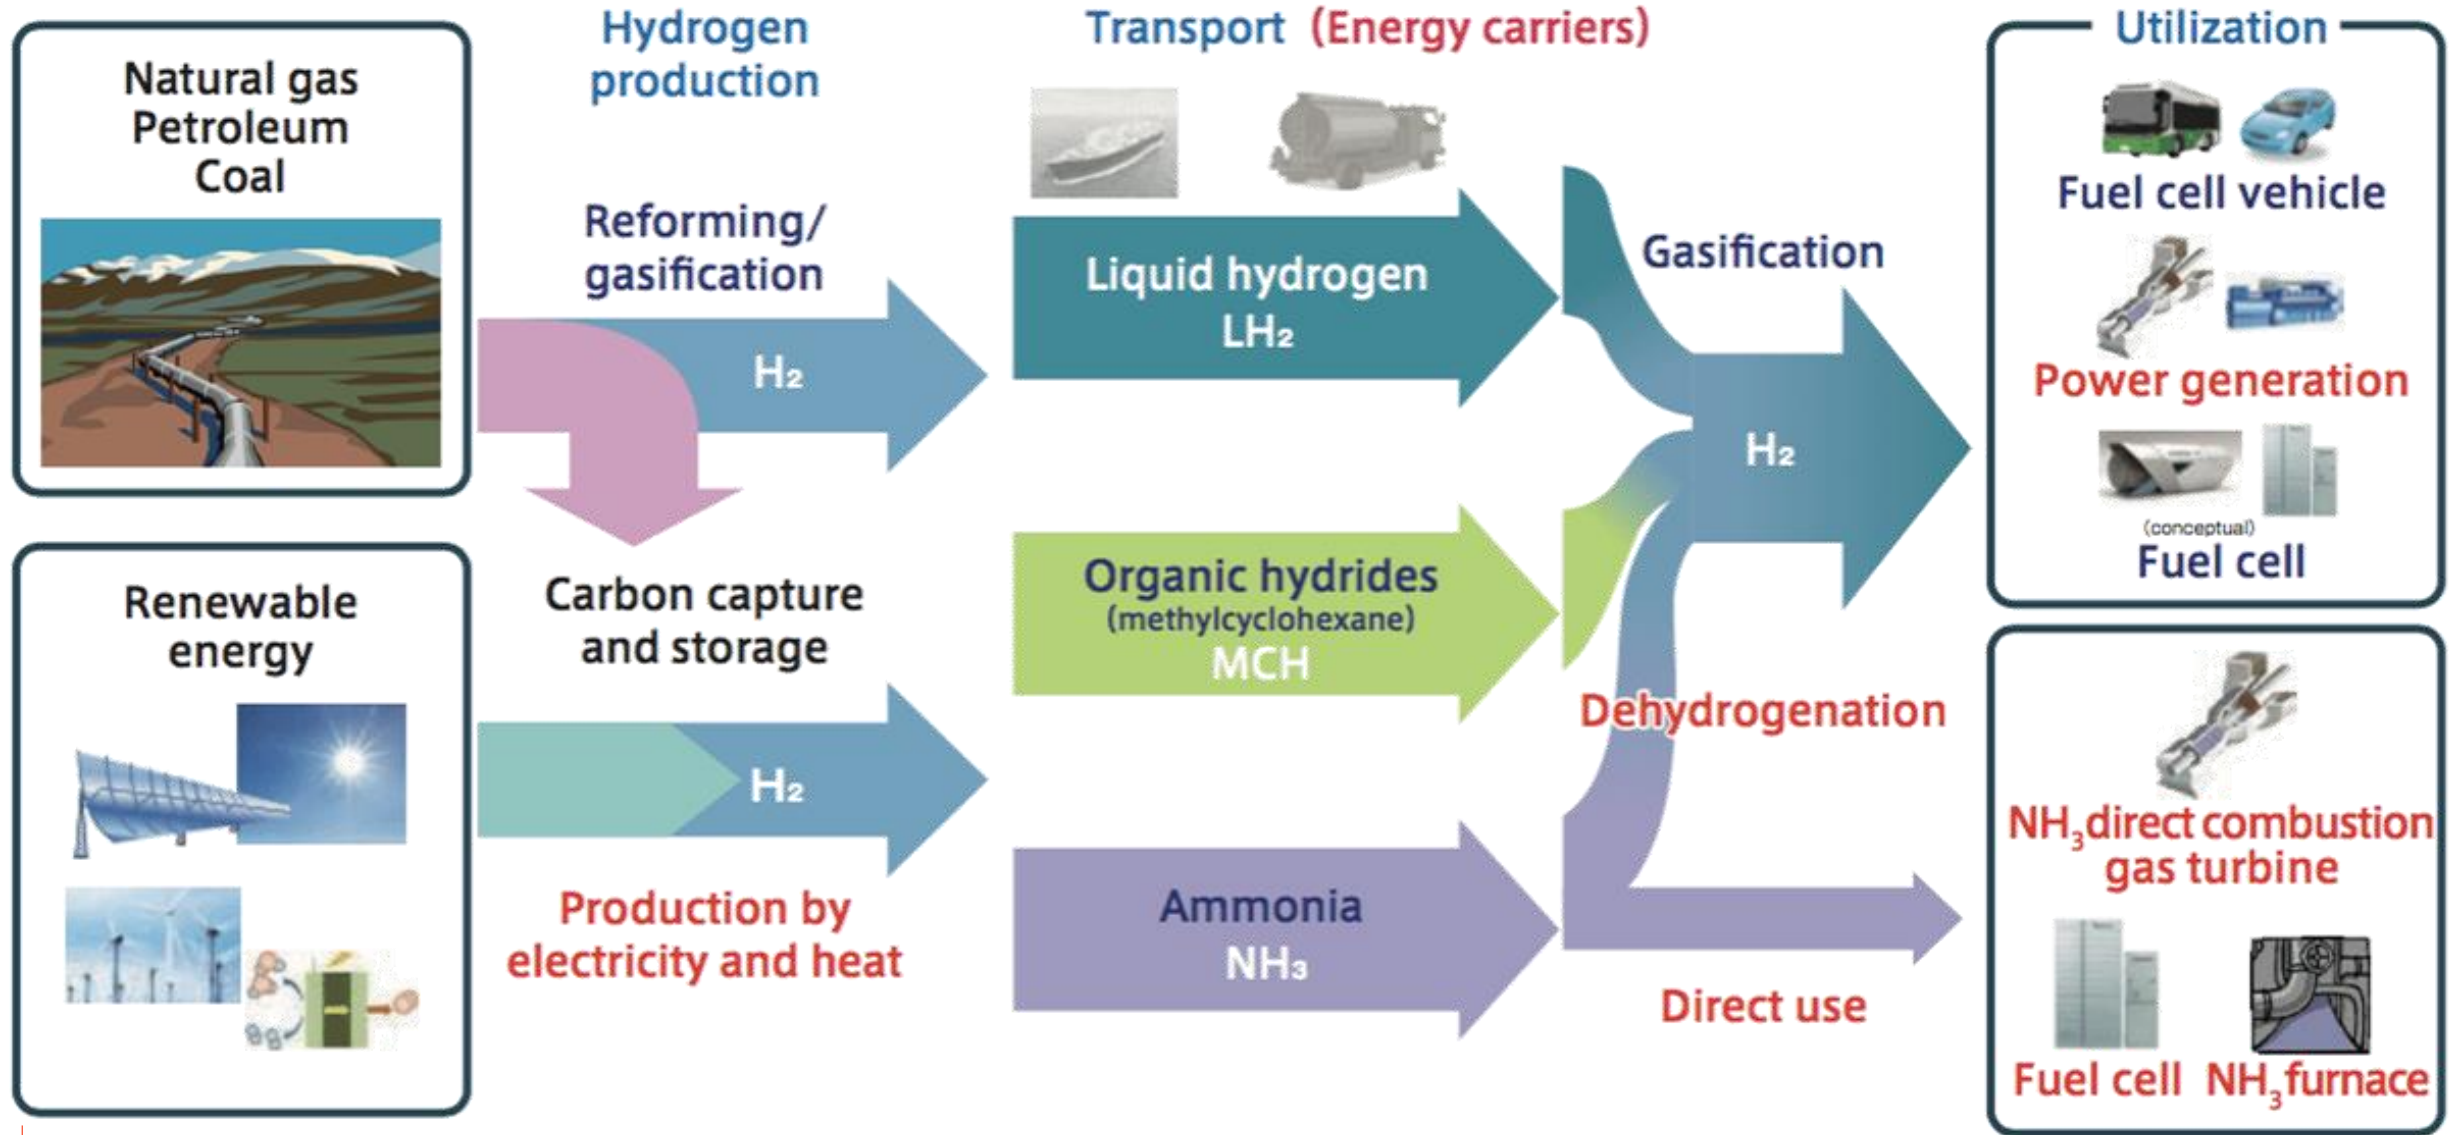 Natural gas
Petroleum
Coal
Renewable
energy
Hydrogen
production
Reforming/
gasification
H₂
Carbon capture
and storage
H₂
Production by
electricity and heat
Transport (Energy carriers)
Liquid hydrogen
LH₂
Organic hydrides
(methylcyclohexane)
MCH
Ammonia
NH₃
Gasification
H₂
Dehydrogenation
Direct use
Utilization
Fuel cell vehicle
Power generation
(conceptual)
Fuel cell
NH₃direct combustion
gas turbine
Fuel cell NH₃furnace